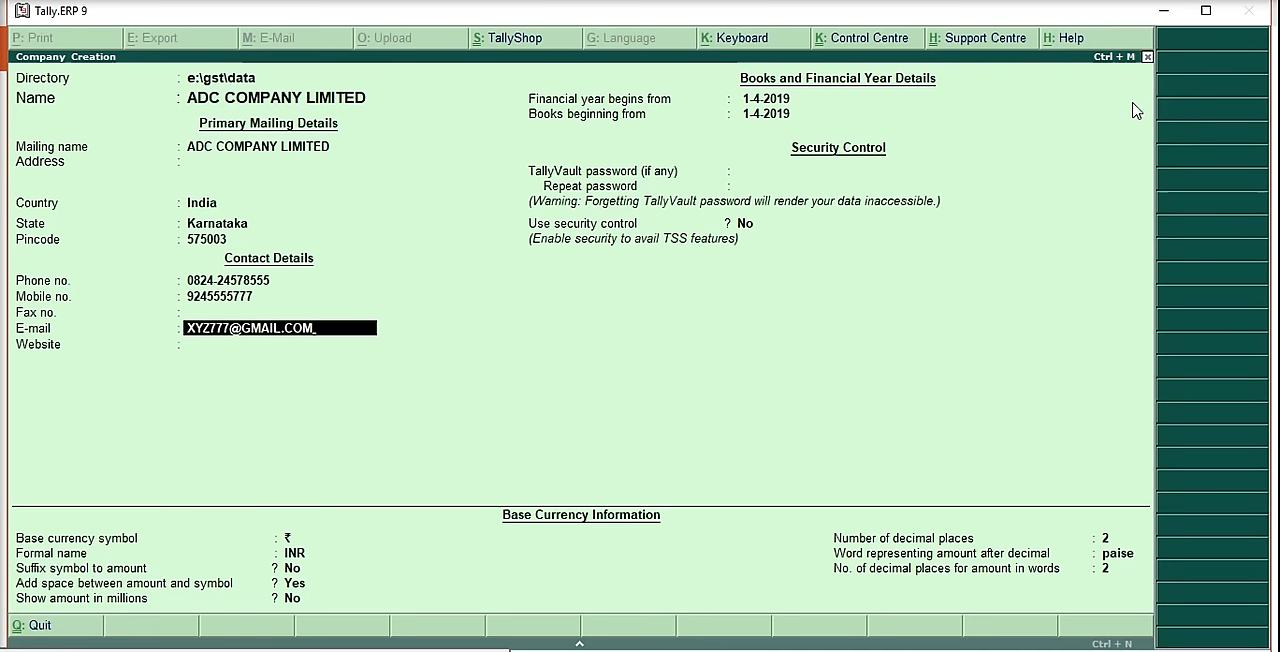 Tally.ERP 9
P: Print E: Export M: E-Mail O: Upload S: TallyShop G: Language K: Keyboard K: Control Centre H: Support Centre H: Help
Company Creation Ctrl + M
Directory : e:\gst\data
Name : ADC COMPANY LIMITED
Primary Mailing Details
Mailing name : ADC COMPANY LIMITED
Address :
Country : India
State : Karnataka
Pincode : 575003
Contact Details
Phone no. : 0824-24578555
Mobile no. : 9245555777
Fax no. :
E-mail : XYZ777@GMAIL.COM_
Website :
Books and Financial Year Details
Financial year begins from : 1-4-2019
Books beginning from : 1-4-2019
Security Control
TallyVault password (if any) :
Repeat password :
(Warning: Forgetting TallyVault password will render your data inaccessible.)
Use security control ? No
(Enable security to avail TSS features)
Base Currency Information
Base currency symbol : ₹
Formal name : INR
Suffix symbol to amount ? No
Add space between amount and symbol ? Yes
Show amount in millions ? No
Number of decimal places : 2
Word representing amount after decimal : paise
No. of decimal places for amount in words : 2
Q: Quit
Ctrl + N